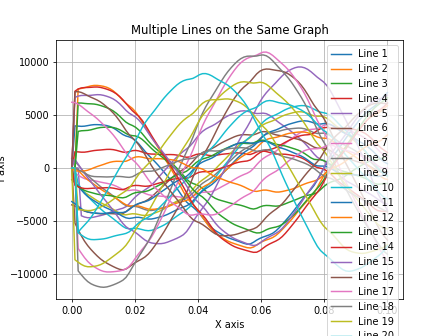 Multiple Lines on the Same Graph
10000
5000
0
−5000
−10000
0.00
0.02
0.04
0.06
X axis
axis
Line 1
Line 2
Line 3
Line 4
Line 5
Line 6
Line 7
Line 8
Line 9
Line 10
Line 11
Line 12
Line 13
Line 14
Line 15
Line 16
Line 17
Line 18
Line 19
Line 20